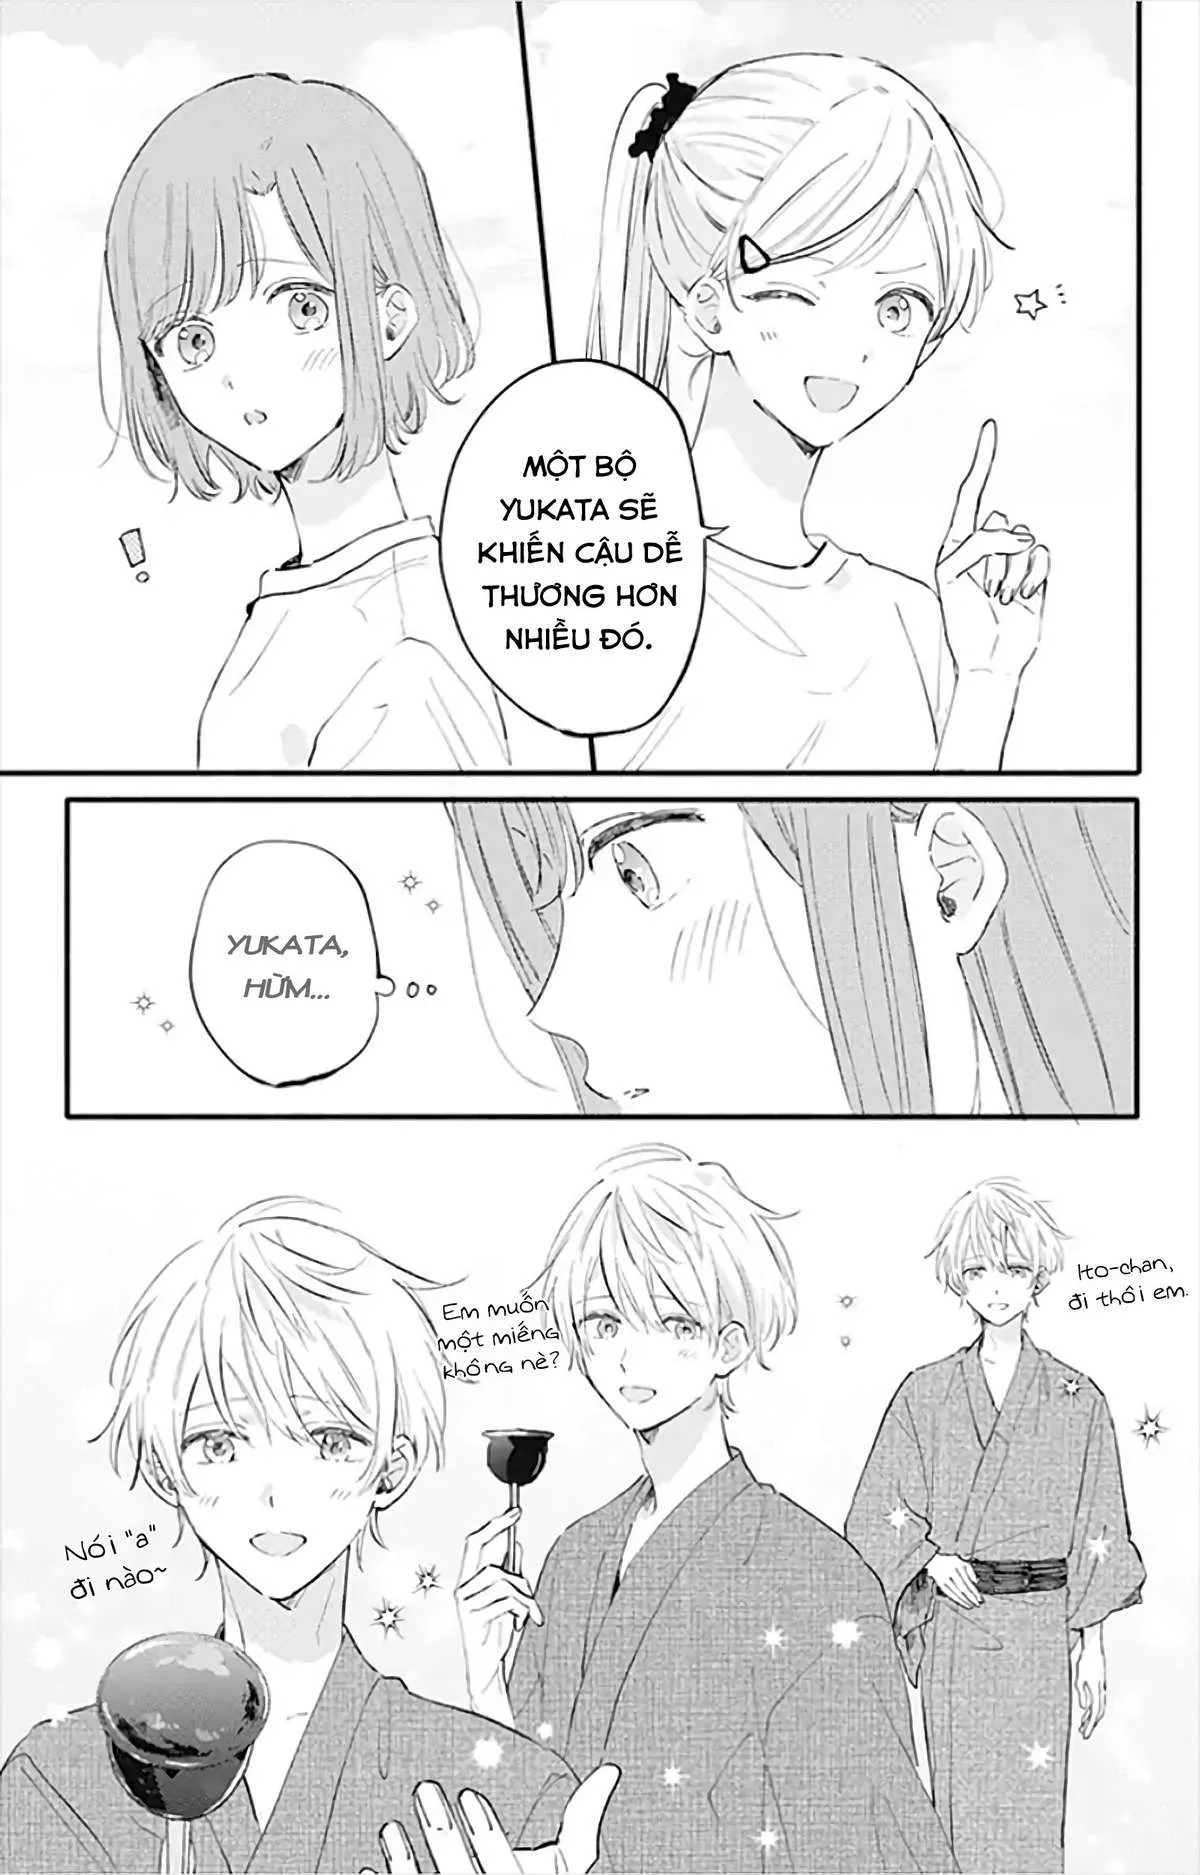 MỘT BỘ
YUKATA SẼ
KHIẾN CẬU DỄ
THƯƠNG HƠN
NHIỀU ĐÓ.
YUKATA,
HỪM...
Ito-chan,
đi thôi em.
Em muốn
một miếng
không nè?
Nói "a"
đi nào~